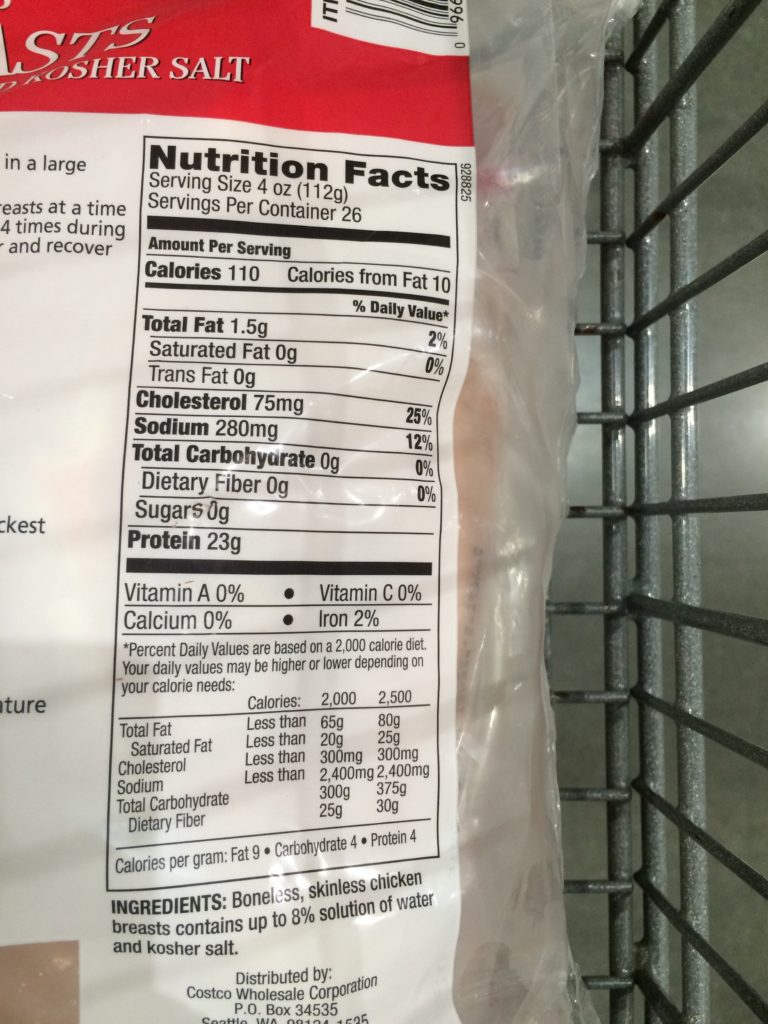 ASTS
KOSHER SALT
in a large
easts at a time
4 times during
r and recover
ckest
ature
928825
Nutrition Facts
Serving Size 4 oz (112g)
Servings Per Container 26
Amount Per Serving
Calories 110 Calories from Fat 10
% Daily Value*
Total Fat 1.5g 2%
Saturated Fat 0g 0%
Trans Fat 0g
Cholesterol 75mg 25%
Sodium 280mg 12%
Total Carbohydrate 0g 0%
Dietary Fiber 0g 0%
Sugars 0g
Protein 23g
Vitamin A 0% • Vitamin C 0%
Calcium 0% • Iron 2%
*Percent Daily Values are based on a 2,000 calorie diet.
Your daily values may be higher or lower depending on
your calorie needs:
Calories: 2,000 2,500
Total Fat Less than 65g 80g
Saturated Fat Less than 20g 25g
Cholesterol Less than 300mg 300mg
Sodium Less than 2,400mg 2,400mg
Total Carbohydrate 300g 375g
Dietary Fiber 25g 30g
Calories per gram: Fat 9 • Carbohydrate 4 • Protein 4
INGREDIENTS: Boneless, skinless chicken
breasts contains up to 8% solution of water
and kosher salt.
Distributed by:
Costco Wholesale Corporation
P.O. Box 34535
Seattle, WA 98124-1535